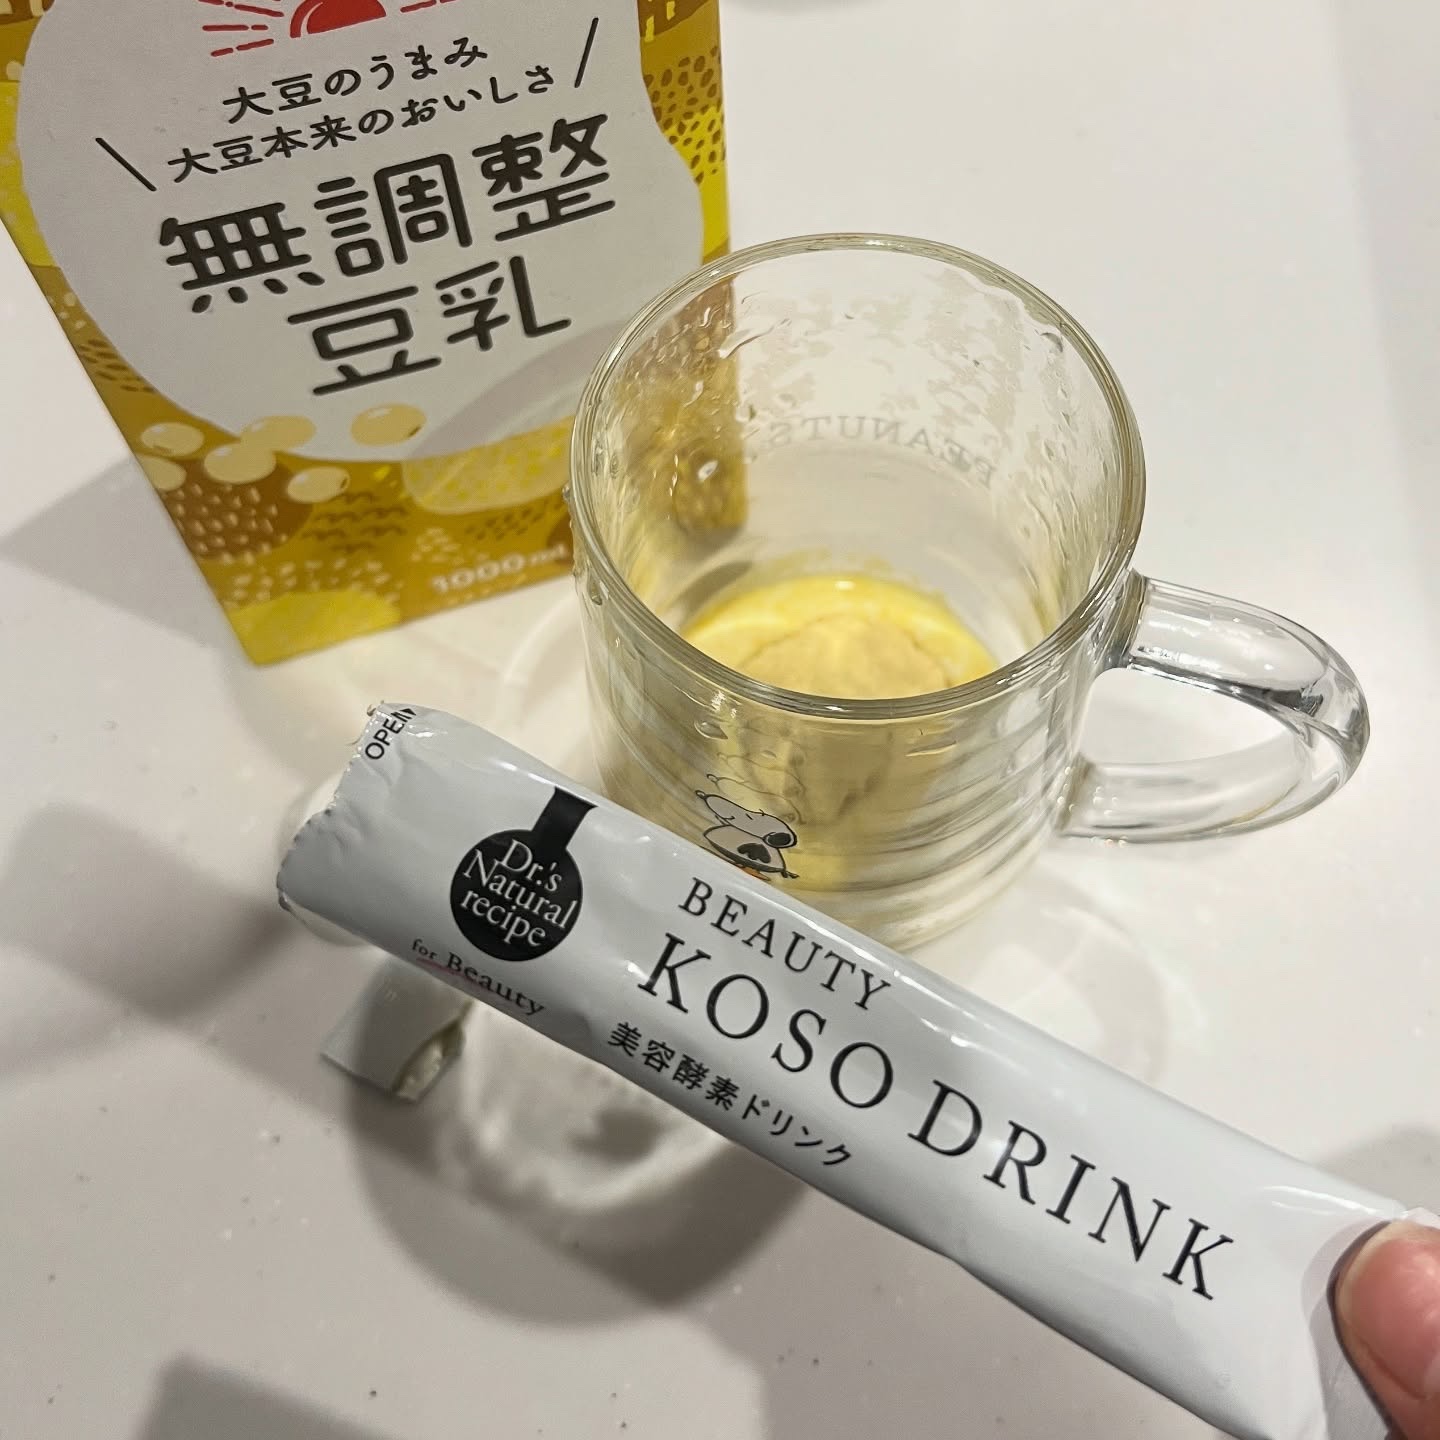 大豆のうまみ
大豆本来のおいしさ
無調整
豆乳
1000ml
PEANUTS
OPEN
Dr.'s
Natural
recipe
for Beauty
BEAUTY
KOSO DRINK
美容酵素ドリンク